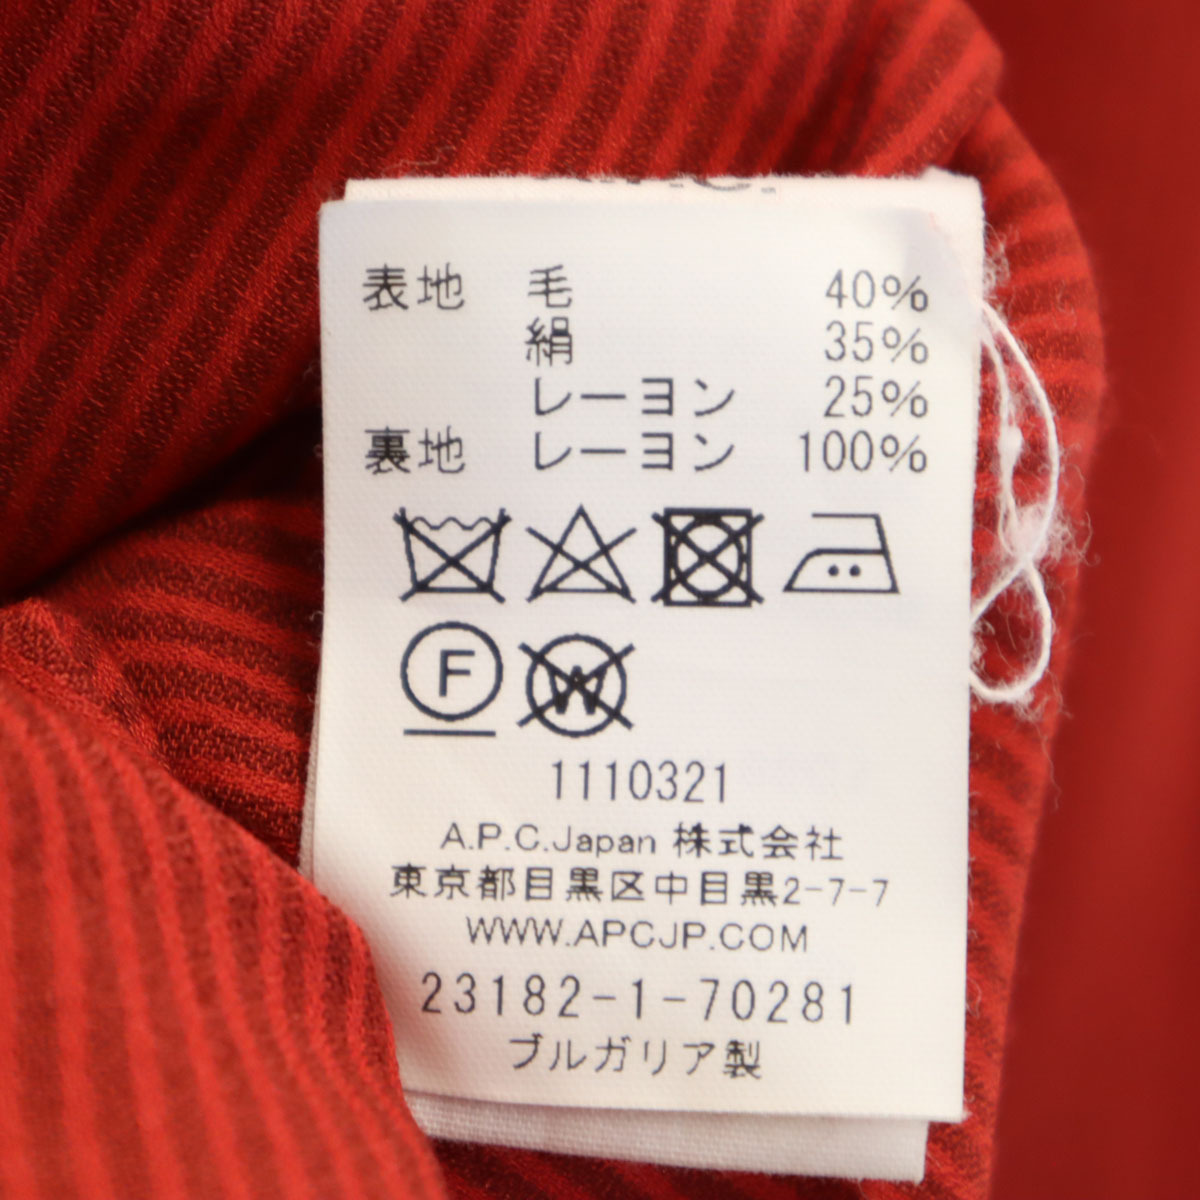 表地 毛 40%
絹 35%
レーヨン 25%
裏地 レーヨン 100%
F
W
1110321
A.P.C.Japan 株式会社
東京都目黒区中目黒2-7-7
WWW.APCJP.COM
23182-1-70281
ブルガリア製